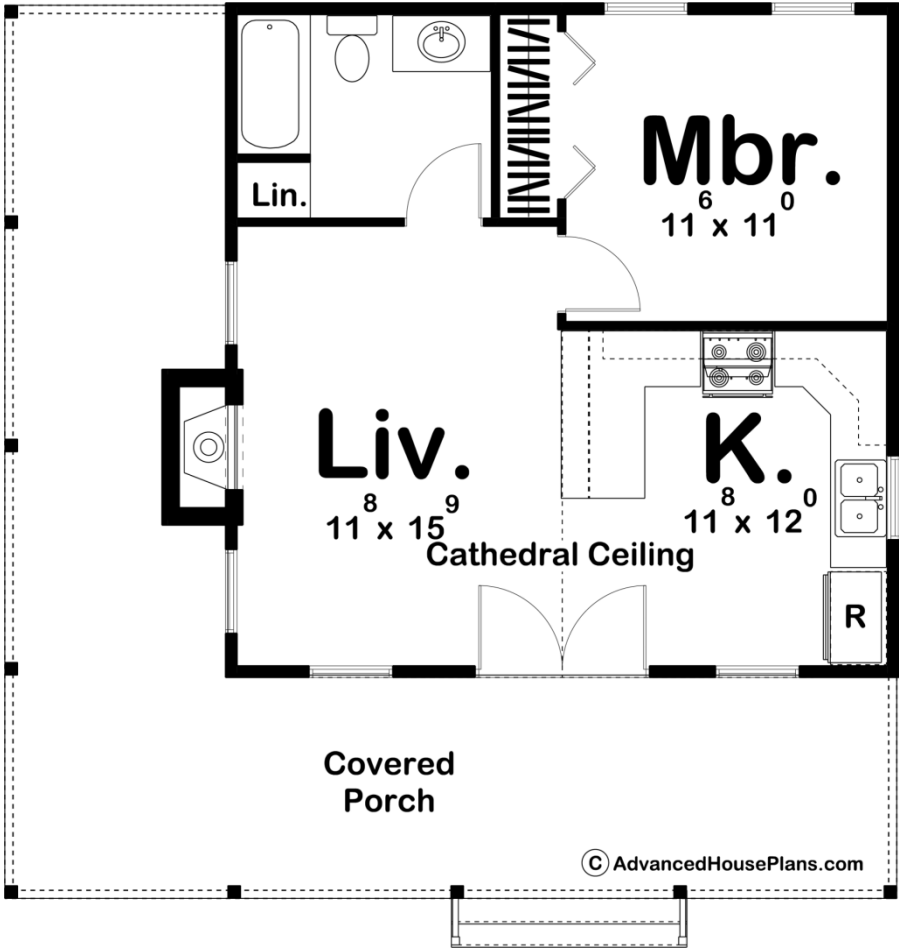 Mbr.
11⁶ x 11⁰
Lin.
Liv.
11⁸ x 15⁹
K.
11⁸ x 12⁰
Cathedral Ceiling
R
Covered
Porch
© AdvancedHousePlans.com